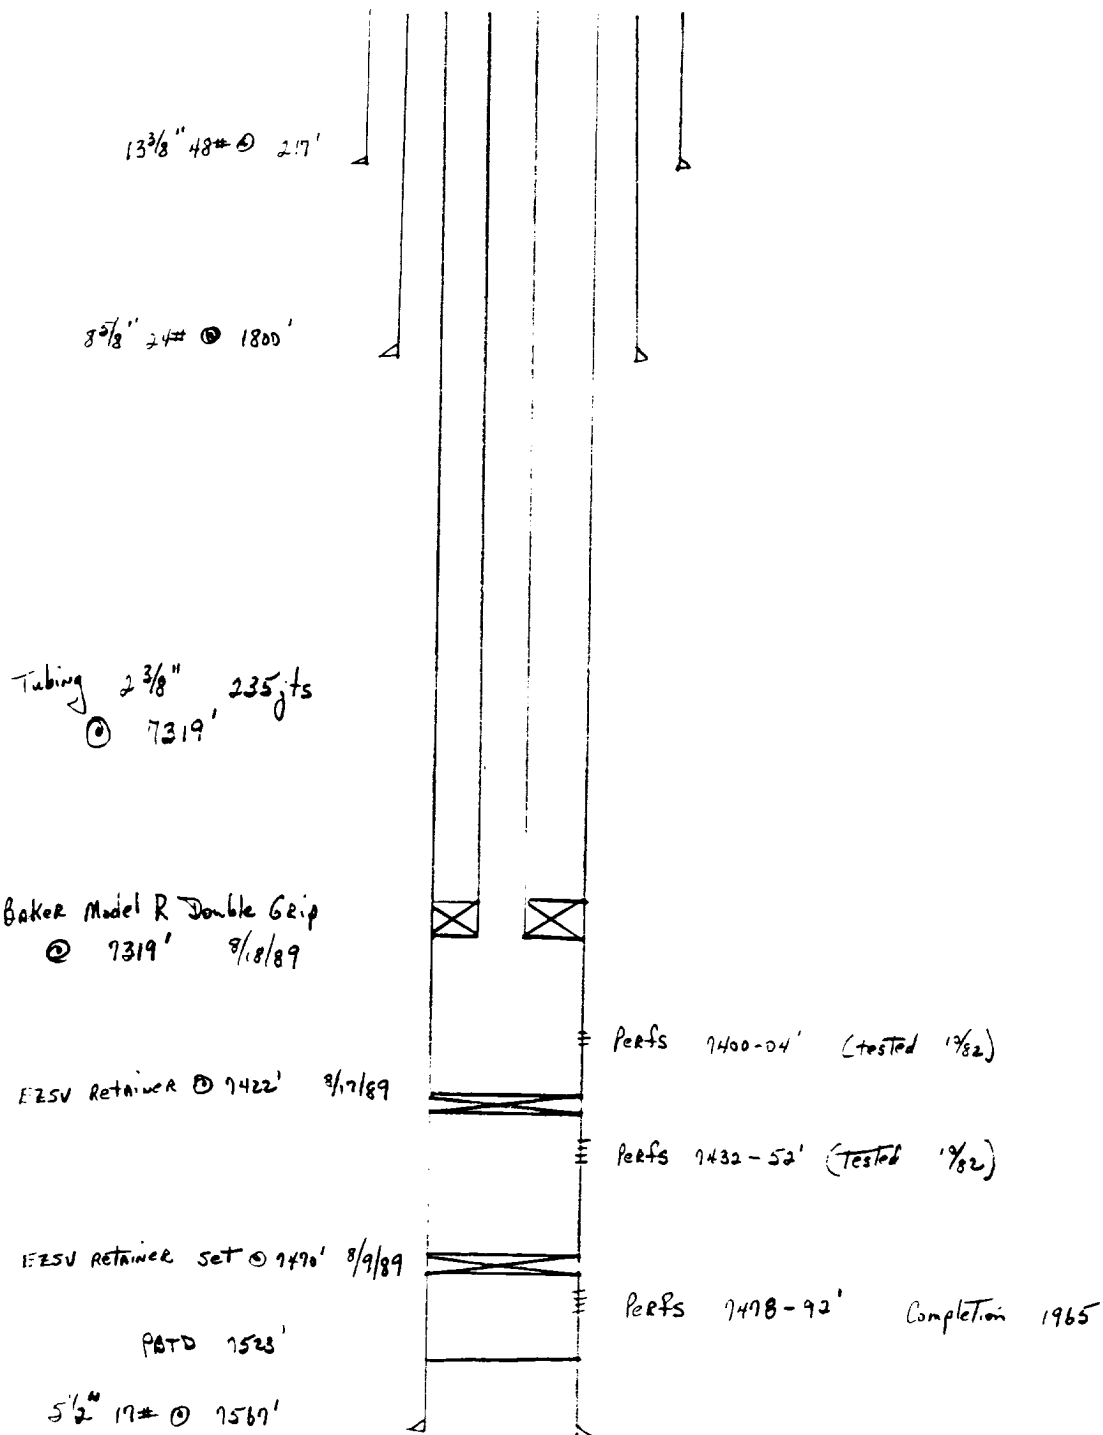 13 3/8" 48# @ 217'
8 5/8" 24# @ 1800'
Tubing 2 3/8" 235 jts
@ 7319'
Baker Model R Double Grip
@ 7319' 8/18/89
Perfs 7400-04' (tested 12/82)
EZSV Retainer @ 7422' 8/17/89
Perfs 7432-52' (Tested
EZSV Retainer set @ 7470' 8/9/89
Perfs 7478-92' Completion 1965
PBTD 7523'
5 1/2" 17# @ 7567'